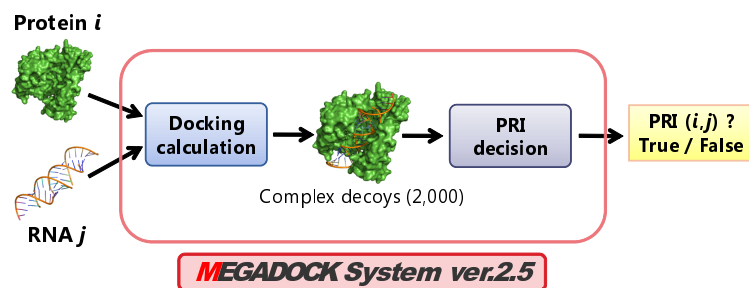 Protein i
RNA j
Docking
calculation
Complex decoys (2,000)
PRI
decision
PRI (i,j) ?
True / False
MEGADOCK System ver.2.5